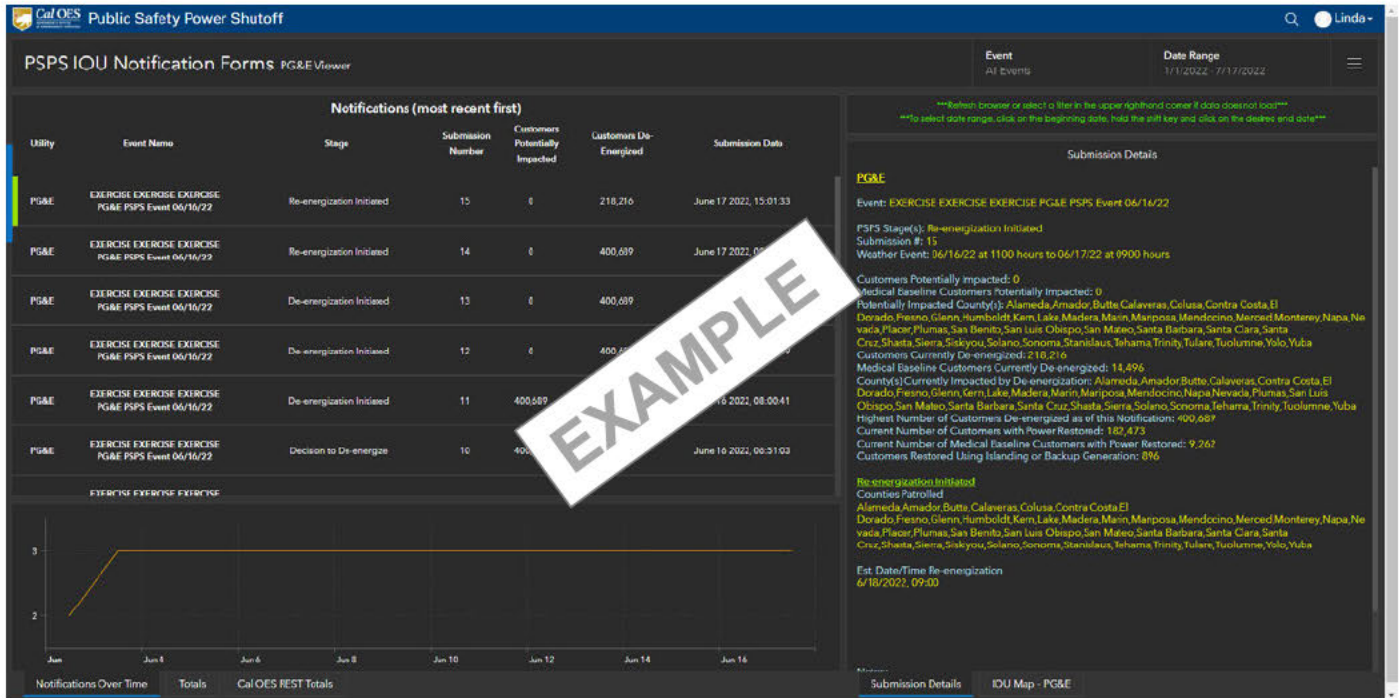 Cal OES Public Safety Power Shutoff
Linda
PSPS IOU Notification Forms PG&E Viewer
Event
All Events
Date Range
1/1/2022 - 7/17/2022
Notifications (most recent first)
Utility Event Name Stage Submission Number Customers Potentially Impacted Customers De-Energized Submission Date
PG&E EXERCISE EXERCISE EXERCISE PG&E PSPS Event 06/16/22 Re-energization Initiated 15 0 218,216 June 17 2022, 15:01:33
PG&E EXERCISE EXERCISE EXERCISE PG&E PSPS Event 06/16/22 Re-energization Initiated 14 0 400,689 June 17 2022,
PG&E EXERCISE EXERCISE EXERCISE PG&E PSPS Event 06/16/22 De-energization Initiated 13 0 400,689
PG&E EXERCISE EXERCISE EXERCISE PG&E PSPS Event 06/16/22 De-energization Initiated 12 0
PG&E EXERCISE EXERCISE EXERCISE PG&E PSPS Event 06/16/22 De-energization Initiated 11 400,689 2022, 08:00:41
PG&E EXERCISE EXERCISE EXERCISE PG&E PSPS Event 06/16/22 Decision to De-energize 10 June 16 2022, 06:51:03
EXERCISE EXERCISE EXERCISE
EXAMPLE
3
2
Jun Jun 4 Jun 6 Jun 8 Jun 10 Jun 12 Jun 14 Jun 16
Notifications Over Time Totals Cal OES REST Totals
***Refresh browser or select a filter in the upper righthand corner if data does not load***
***To select date range, click on the beginning date, hold the shift key and click on the desired end date***
Submission Details
PG&E
Event: EXERCISE EXERCISE EXERCISE PG&E PSPS Event 06/16/22
PSPS Stage(s): Re-energization Initiated
Submission #: 15
Weather Event: 06/16/22 at 1100 hours to 06/17/22 at 0900 hours
Customers Potentially Impacted: 0
Medical Baseline Customers Potentially Impacted: 0
Potentially Impacted County(s): Alameda,Amador,Butte,Calaveras,Colusa,Contra Costa,El
Dorado,Fresno,Glenn,Humboldt,Kern,Lake,Madera,Marin,Mariposa,Mendocino,Merced,Monterey,Napa,Ne
vada,Placer,Plumas,San Benito,San Luis Obispo,San Mateo,Santa Barbara,Santa Clara,Santa
Cruz,Shasta,Sierra,Siskiyou,Solano,Sonoma,Stanislaus,Tehama,Trinity,Tulare,Tuolumne,Yolo,Yuba
Customers Currently De-energized: 218,216
Medical Baseline Customers Currently De-energized: 14,496
County(s)Currently Impacted by De-energization: Alameda,Amador,Butte,Calaveras,Contra Costa,El
Dorado,Fresno,Glenn,Kern,Lake,Madera,Marin,Mariposa,Mendocino,Napa,Nevada,Plumas,San Luis
Obispo,San Mateo,Santa Barbara,Santa Cruz,Shasta,Sierra,Solano,Sonoma,Tehama,Trinity,Tuolumne,Yuba
Highest Number of Customers De-energized as of this Notification: 400,689
Current Number of Customers with Power Restored: 182,473
Current Number of Medical Baseline Customers with Power Restored: 9,262
Customers Restored Using Islanding or Backup Generation: 896
Re-energization Initiated
Counties Patrolled
Alameda,Amador,Butte,Calaveras,Colusa,Contra Costa,El
Dorado,Fresno,Glenn,Humboldt,Kern,Lake,Madera,Marin,Mariposa,Mendocino,Merced,Monterey,Napa,Ne
vada,Placer,Plumas,San Benito,San Luis Obispo,San Mateo,Santa Barbara,Santa Clara,Santa
Cruz,Shasta,Sierra,Siskiyou,Solano,Sonoma,Stanislaus,Tehama,Trinity,Tulare,Tuolumne,Yolo,Yuba
Est. Date/Time Re-energization
6/18/2022, 09:00
Submission Details IOU Map - PG&E